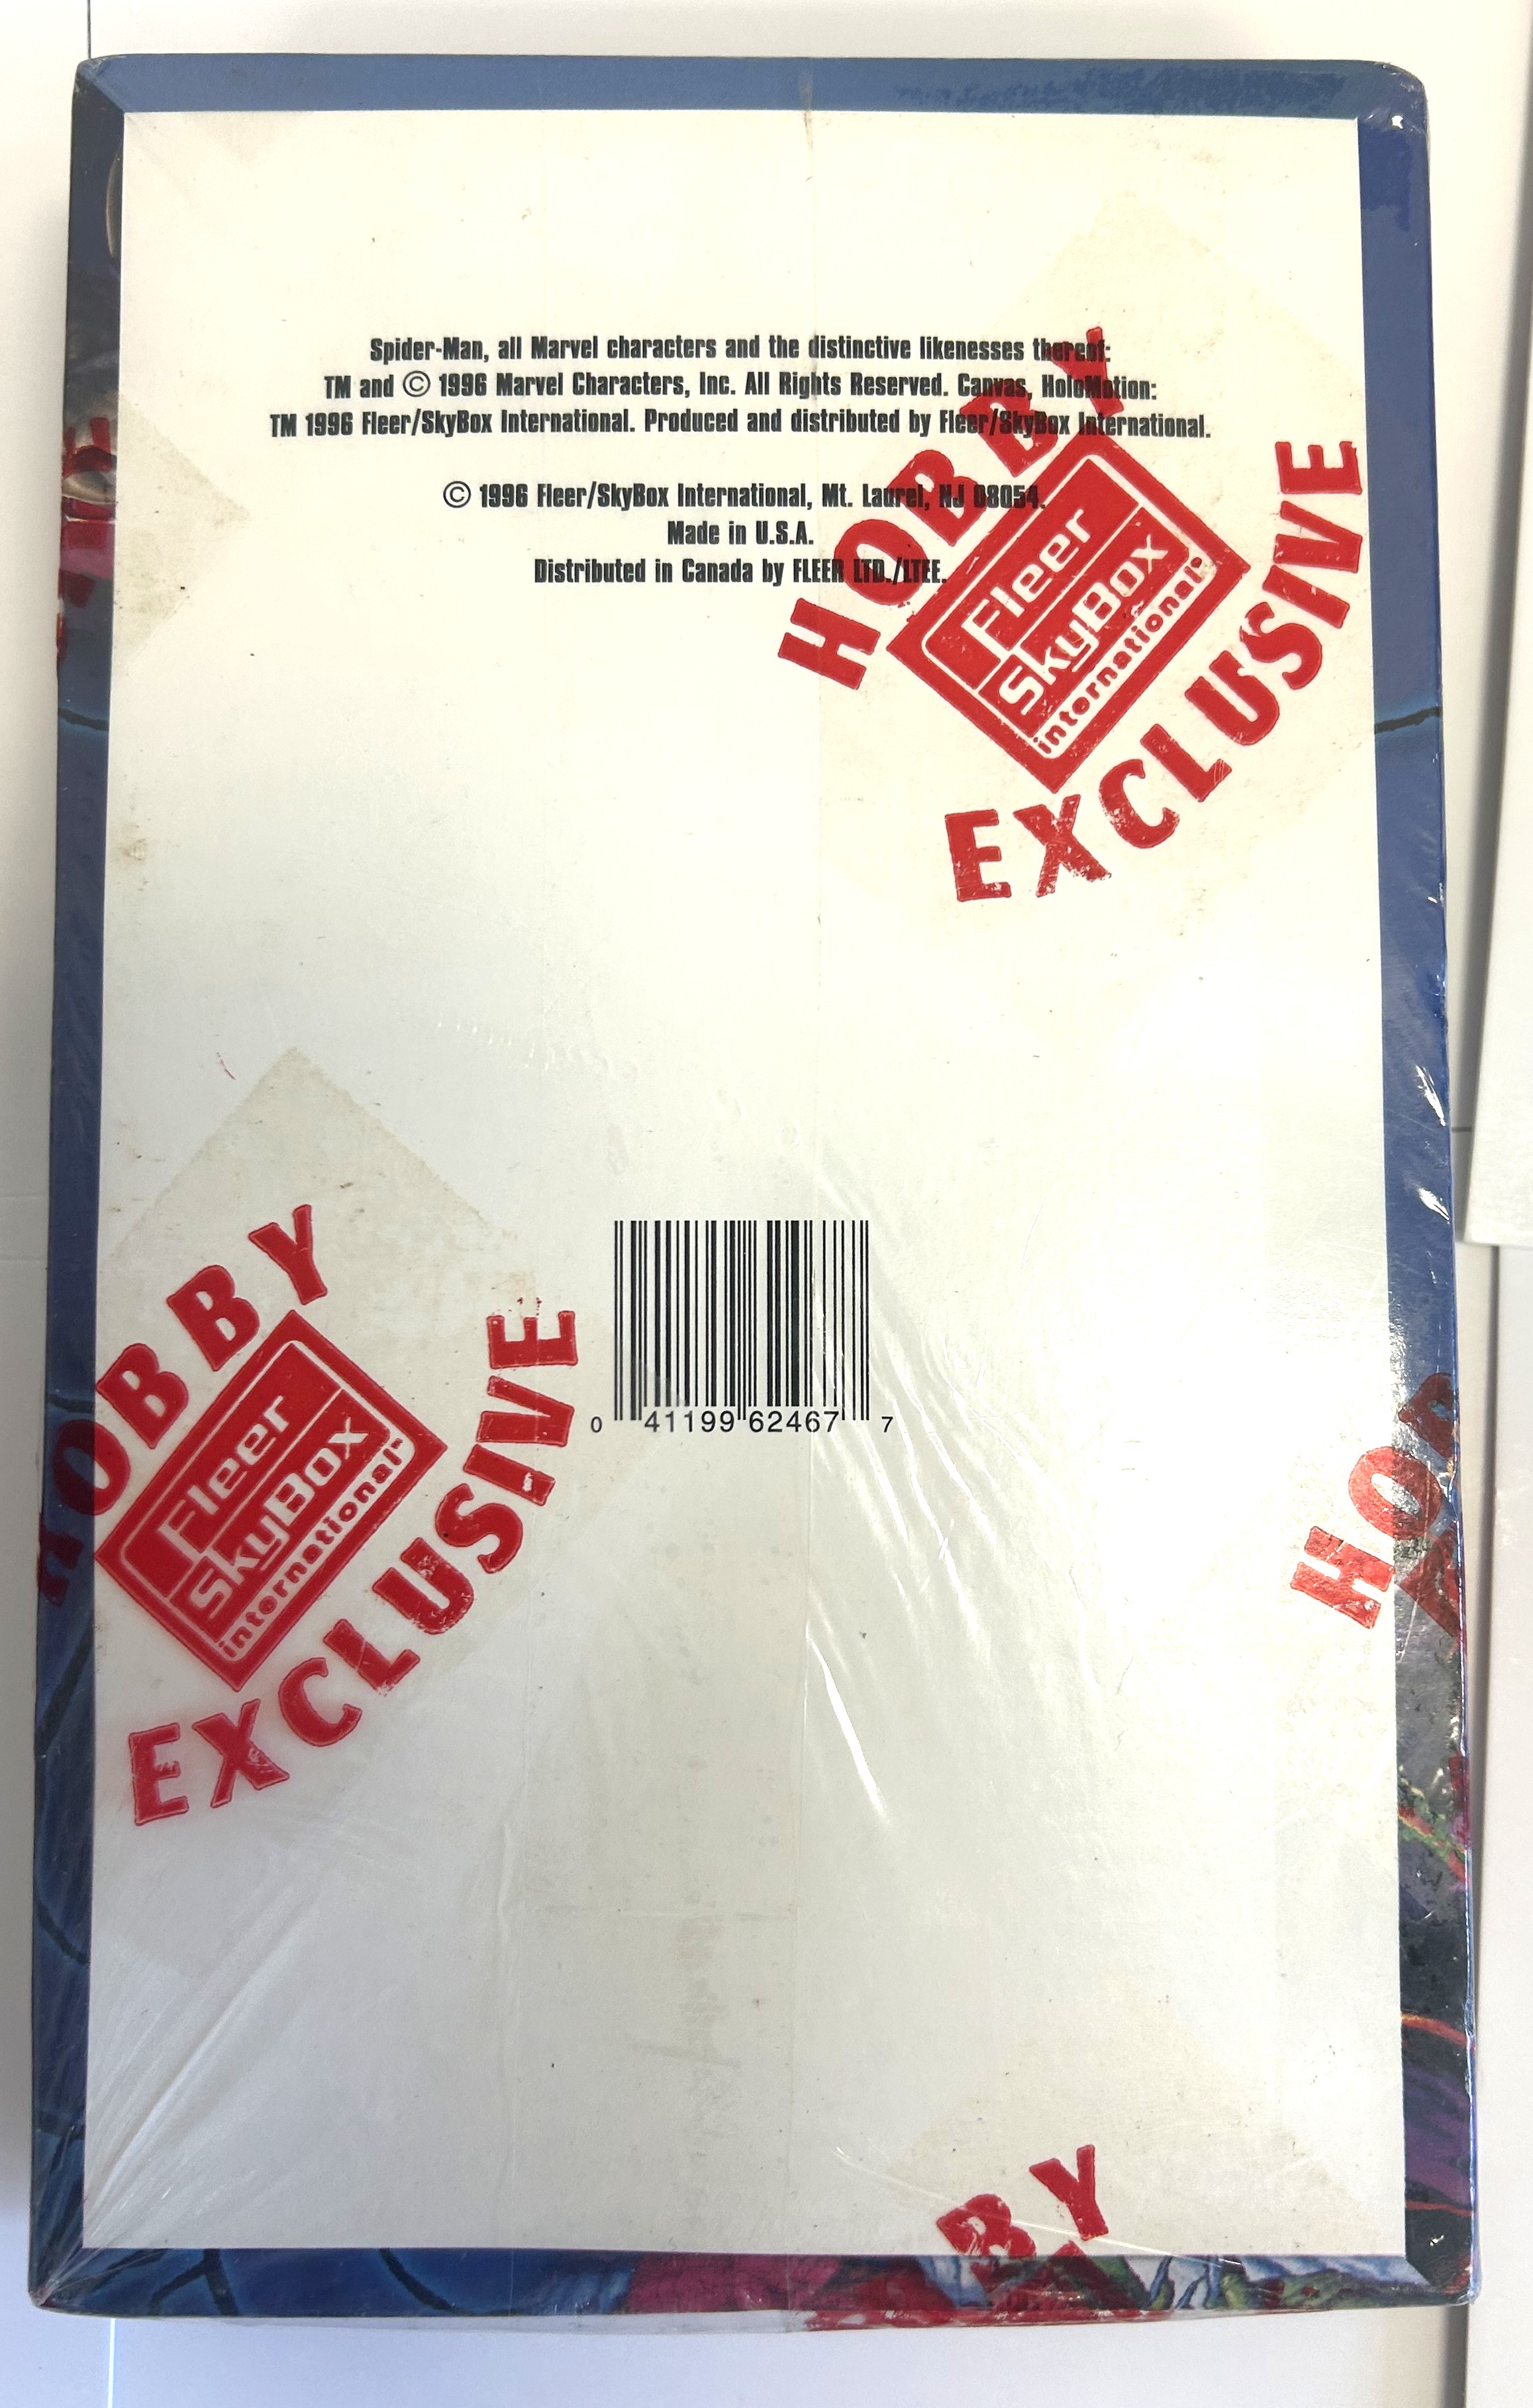 Spider-Man, all Marvel characters and the distinctive likenesses thereof:
TM and © 1996 Marvel Characters, Inc. All Rights Reserved. Canvas, HoloMotion:
TM 1996 Fleer/SkyBox International. Produced and distributed by Fleer/SkyBox International.
© 1996 Fleer/SkyBox International, Mt. Laurel, NJ 08054.
Made in U.S.A.
Distributed in Canada by FLEER LTD./LTEE.
HOBBY
Fleer
SkyBox
international
EXCLUSIVE
HOBBY
Fleer
SkyBox
international
EXCLUSIVE
0 41199 62467 7
HOB
BY